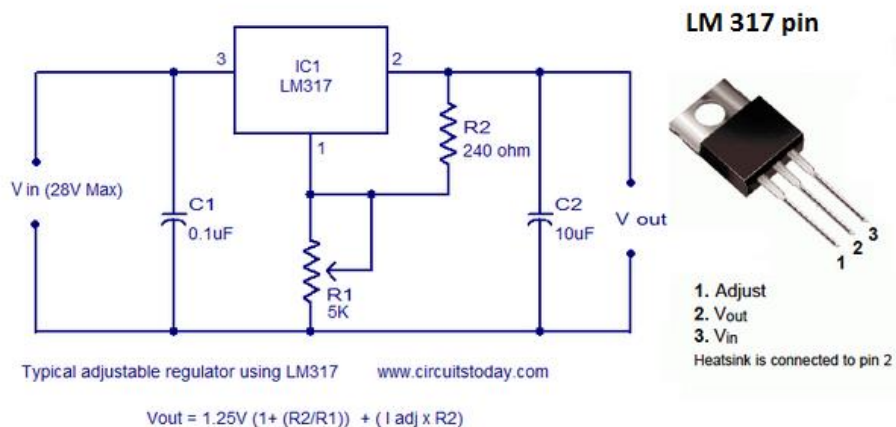 LM 317 pin
3
IC1
LM317
2
1
R2
240 ohm
V in (28V Max)
C1
0.1uF
R1
5K
C2
10uF
V out
1
2
3
1. Adjust
2. Vout
3. Vin
Heatsink is connected to pin 2
Typical adjustable regulator using LM317 www.circuitstoday.com
Vout = 1.25V (1+ (R2/R1)) + ( I adj x R2)